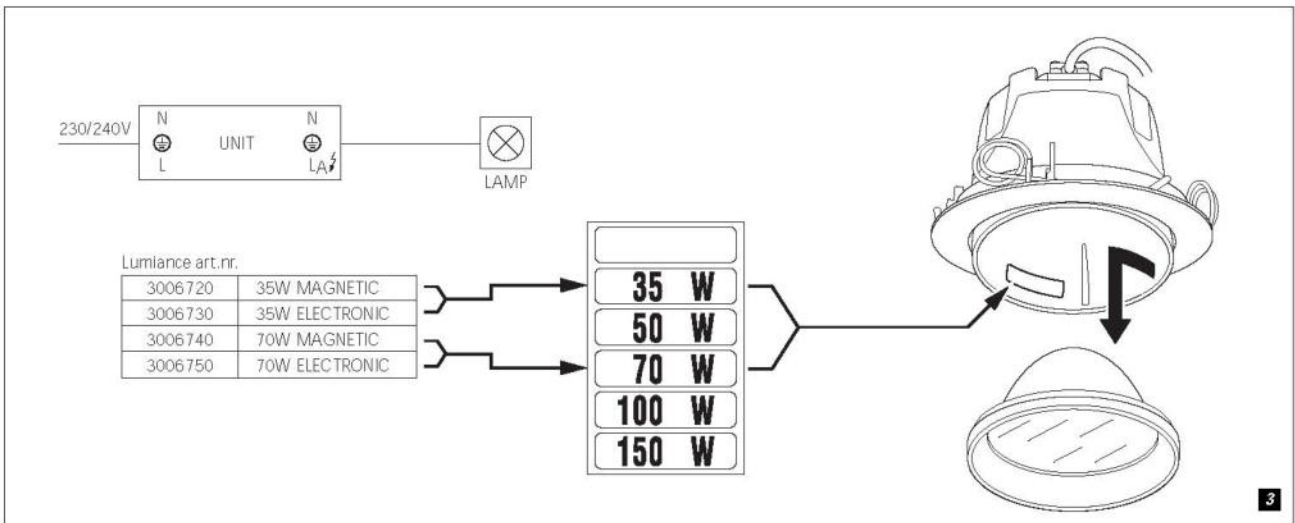 230/240V
N N
UNIT
L LA
LAMP
Lumiance art.nr.
3006720 35W MAGNETIC
3006730 35W ELECTRONIC
3006740 70W MAGNETIC
3006750 70W ELECTRONIC
35 W
50 W
70 W
100 W
150 W
3